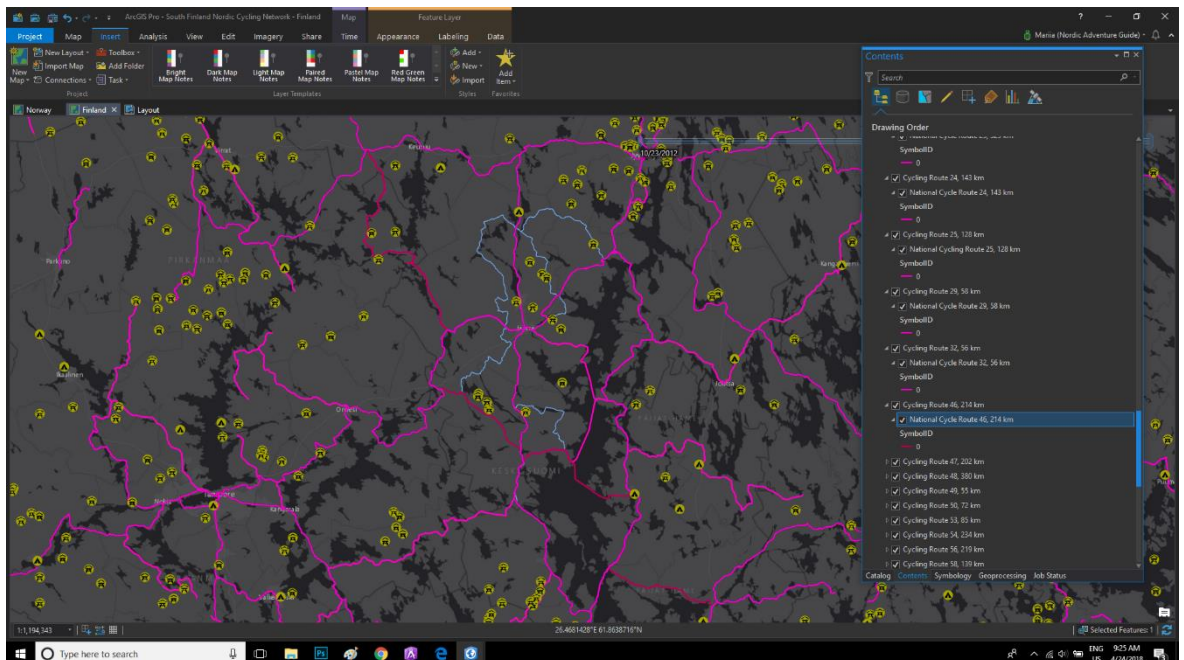 ArcGIS Pro - South Finland Nordic Cycling Network - Finland
Map
Feature Layer
? – X
Project Map Insert Analysis View Edit Imagery Share Time Appearance Labeling Data
Mariia (Nordic Adventure Guide)
New Map
New Layout
Import Map
Connections
Toolbox
Add Folder
Task
Project
Bright Map Notes
Dark Map Notes
Light Map Notes
Paired Map Notes
Pastel Map Notes
Red Green Map Notes
Layer Templates
Add
New
Import
Styles
Add Item
Favorites
Norway Finland Layout
10/23/2012
PIRKANMAA
Parkano
Orivesi
Joutsa
KESKI-SUOMI
Nokia
Kangasala
Contents
Search
Drawing Order
SymbolID
0
Cycling Route 24, 143 km
National Cycle Route 24, 143 km
SymbolID
0
Cycling Route 25, 128 km
National Cycling Route 25, 128 km
SymbolID
0
Cycling Route 29, 58 km
National Cycle Route 29, 58 km
SymbolID
0
Cycling Route 32, 56 km
National Cycle Route 32, 56 km
SymbolID
0
Cycling Route 46, 214 km
National Cycle Route 46, 214 km
SymbolID
0
Cycling Route 47, 202 km
Cycling Route 48, 380 km
Cycling Route 49, 55 km
Cycling Route 50, 72 km
Cycling Route 53, 85 km
Cycling Route 54, 234 km
Cycling Route 56, 219 km
Cycling Route 58, 139 km
Catalog Contents Symbology Geoprocessing Job Status
1:1,194,343
26.4681428°E 61.8638716°N
Selected Features: 1
Type here to search
Ps
ENG
US
9:25 AM
4/24/2018